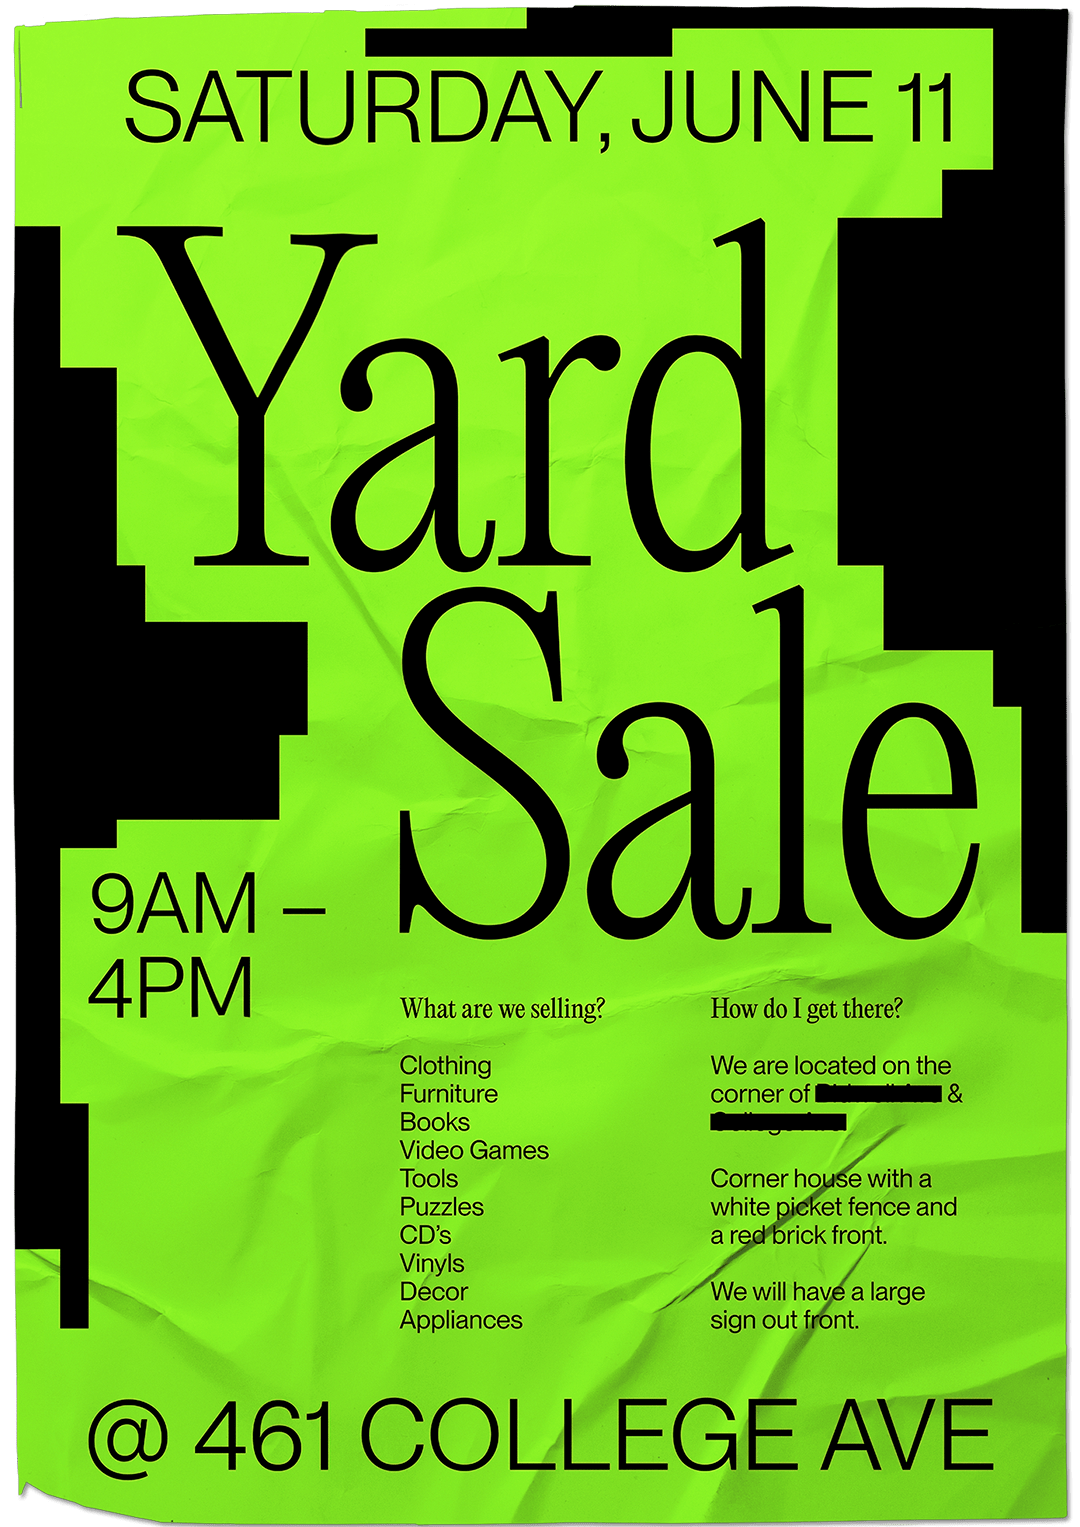 SATURDAY, JUNE 11
Yard
Sale
9AM –
4PM
What are we selling?
Clothing
Furniture
Books
Video Games
Tools
Puzzles
CD’s
Vinyls
Decor
Appliances
How do I get there?
We are located on the
corner of &
Corner house with a
white picket fence and
a red brick front.
We will have a large
sign out front.
@ 461 COLLEGE AVE